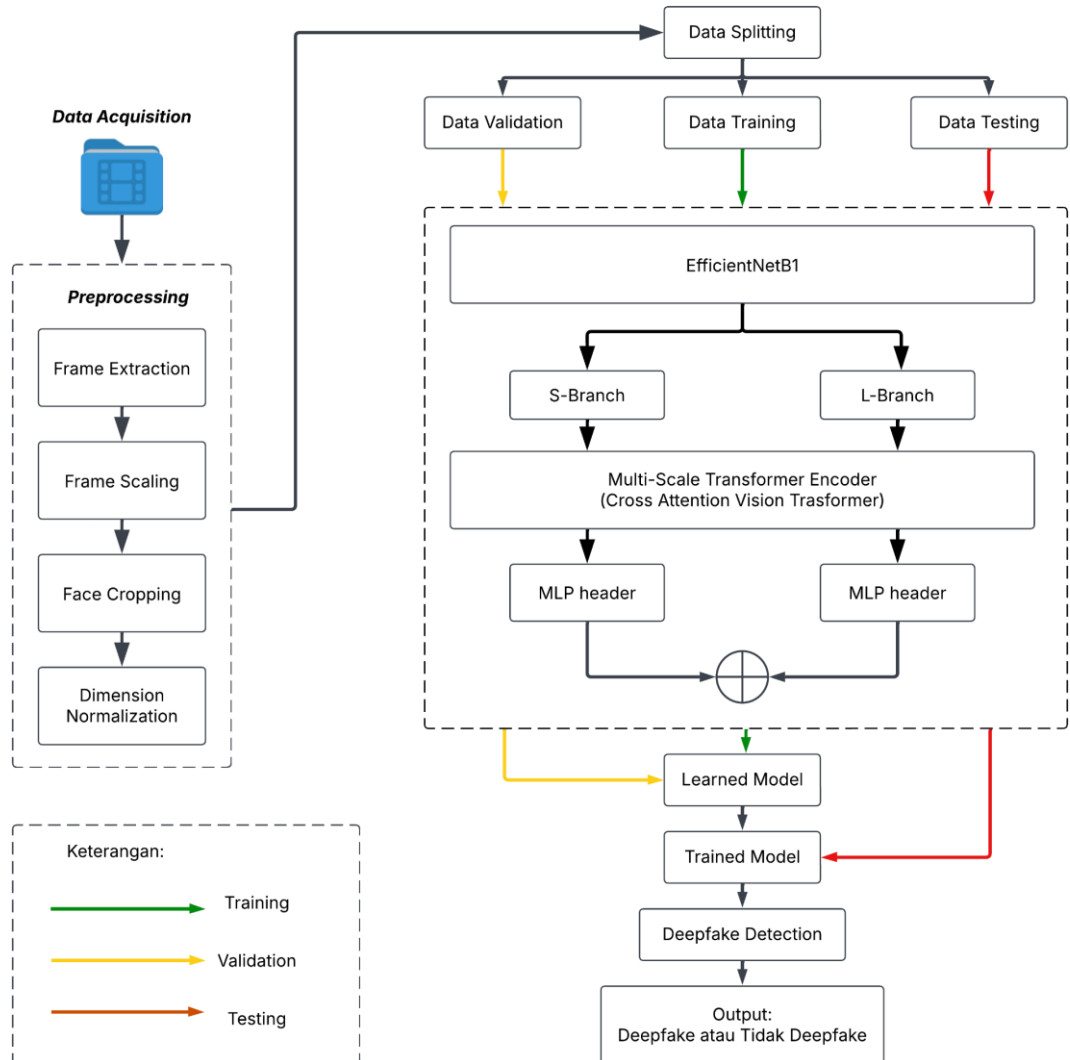 Data Acquisition
Preprocessing
Frame Extraction
Frame Scaling
Face Cropping
Dimension
Normalization
Data Splitting
Data Validation
Data Training
Data Testing
EfficientNetB1
S-Branch
L-Branch
Multi-Scale Transformer Encoder
(Cross Attention Vision Trasformer)
MLP header
MLP header
Learned Model
Trained Model
Deepfake Detection
Output:
Deepfake atau Tidak Deepfake
Keterangan:
Training
Validation
Testing